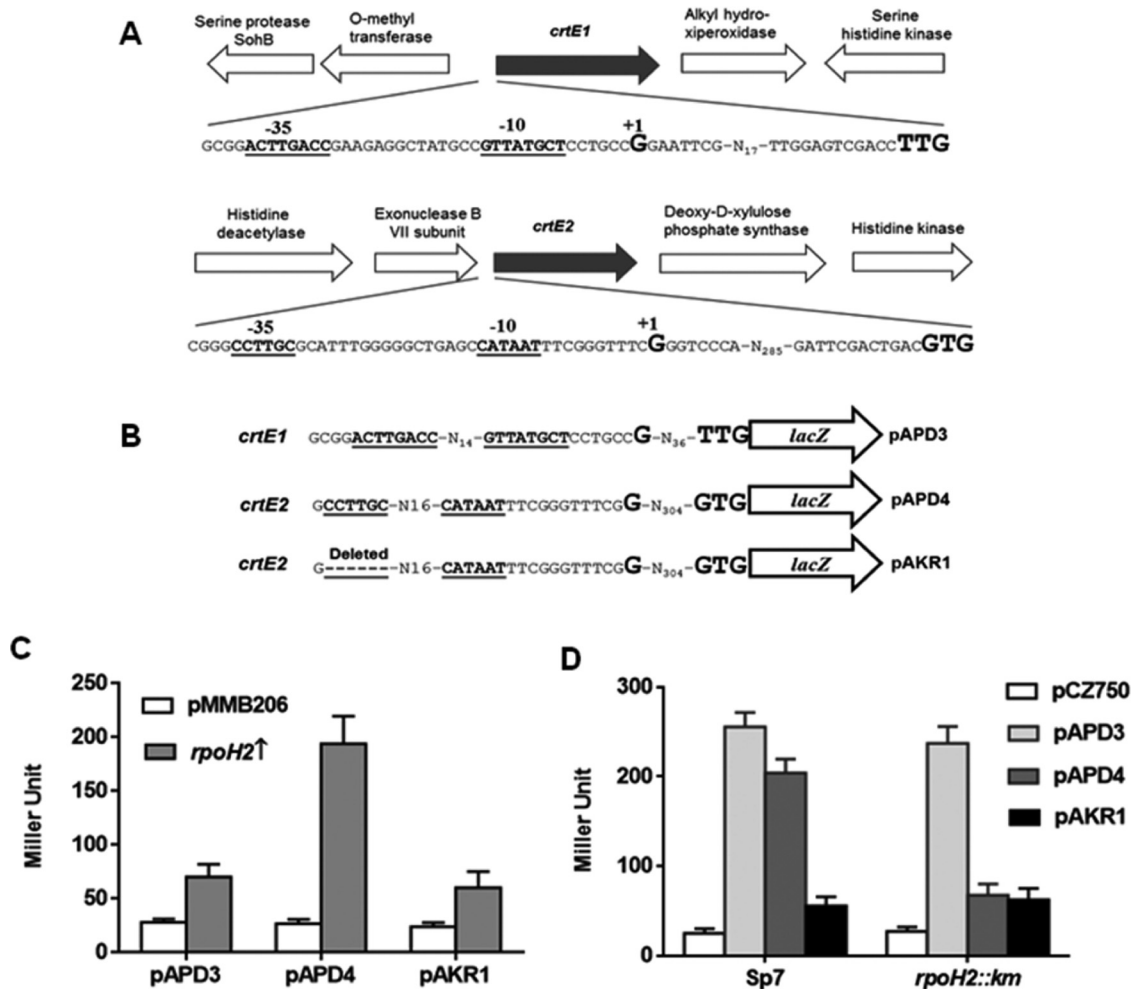 A
Serine protease
SohB
O-methyl
transferase
crtE1
Alkyl hydro-
xiperoxidase
Serine
histidine kinase
-35 -10 +1
GCGGACTTGACCGAAGAGGCTATGCCGTTATGCTCCTGCCGGAATTCG-N17-TTGGAGTCGACCTTG
Histidine
deacetylase
Exonuclease B
VII subunit
crtE2
Deoxy-D-xylulose
phosphate synthase
Histidine kinase
-35 -10 +1
CGGGCCTTGCGCATTTGGGGGCTGAGCCATAATTTCGGGTTTCGGGTCCCA-N285-GATTCGACTGACGTG
B
crtE1 GCGGACTTGACC-N14-GTTATGCTCCTGCCG-N36-TTG lacZ pAPD3
crtE2 GCCTTGC-N16-CATAATTTCGGGTTTCGG-N304-GTG lacZ pAPD4
Deleted
crtE2 G-------N16-CATAATTTCGGGTTTCGG-N304-GTG lacZ pAKR1
C
Miller Unit
250
200
150
100
50
0
pMMB206
rpoH2↑
pAPD3 pAPD4 pAKR1
D
Miller Unit
300
200
100
0
pCZ750
pAPD3
pAPD4
pAKR1
Sp7 rpoH2::km